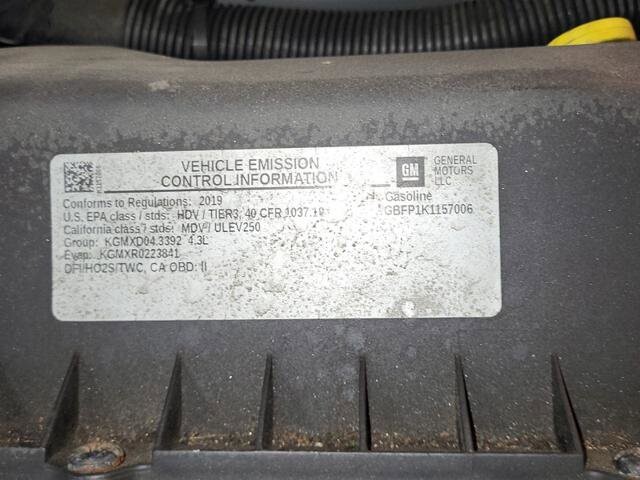 VEHICLE EMISSION
CONTROL INFORMATION
GM
GENERAL
MOTORS
LLC
Conforms to Regulations: 2019
Gasoline
U.S. EPA class / stds: HDV / TIER3, 40 CFR 1037.19
GBFP1K1157006
California class / stds: MDV / ULEV250
Group: KGMXD04.3392 4.3L
Evap: KGMXR0223841
DFI/HO2S/TWC, CA OBD: II